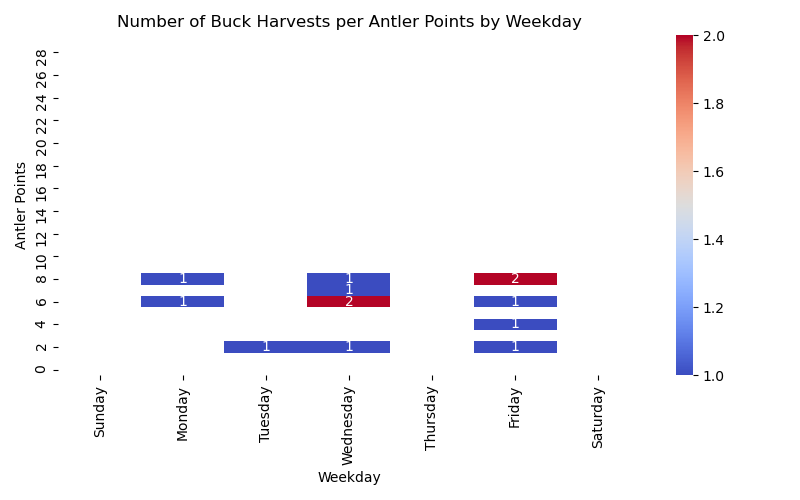 Number of Buck Harvests per Antler Points by Weekday
Antler Points
28
26
24
22
20
18
16
14
12
10
8
6
4
2
0
1 1 2
1
1 2 1
1
1 1 1
Sunday
Monday
Tuesday
Wednesday
Thursday
Friday
Saturday
Weekday
2.0
1.8
1.6
1.4
1.2
1.0